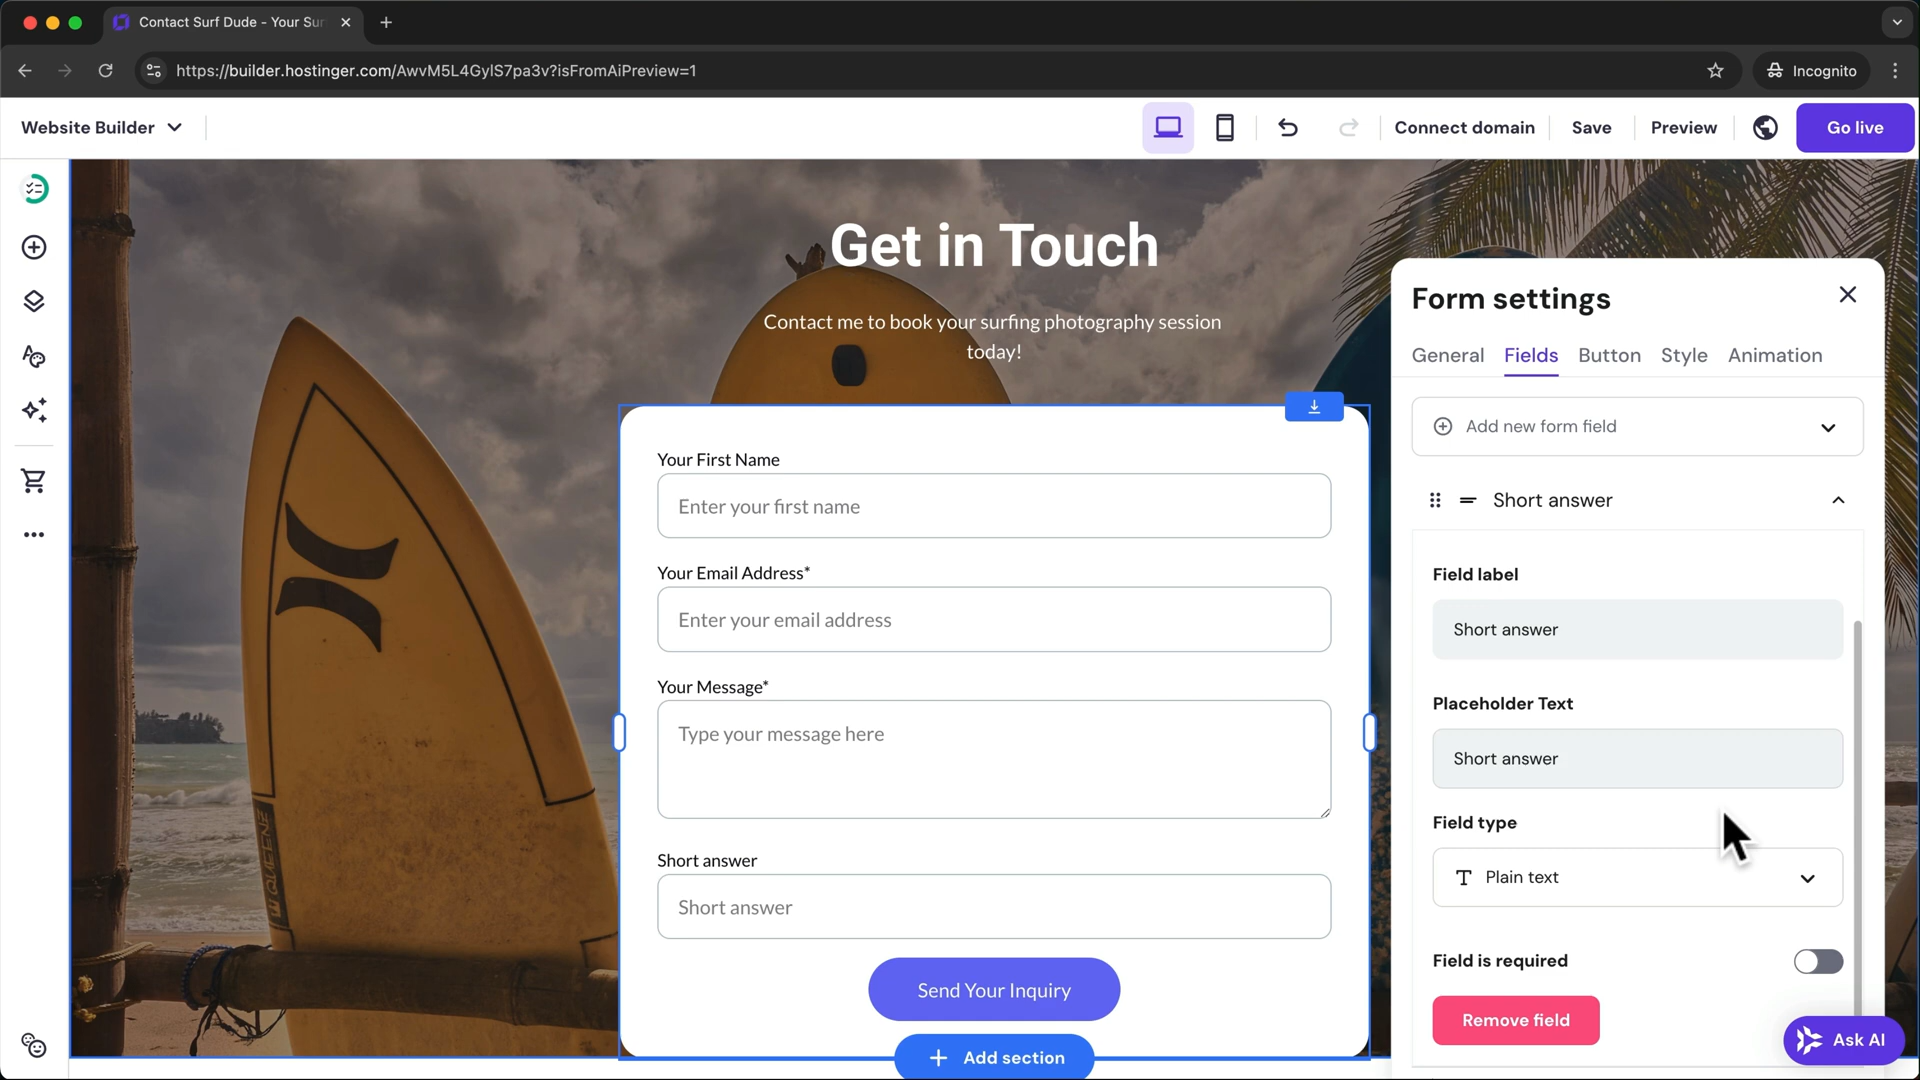 Contact Surf Dude - Your Sur
https://builder.hostinger.com/AwvM5L4GylS7pa3v?isFromAiPreview=1
Incognito
Website Builder
Connect domain
Save
Preview
Go live
Get in Touch
Contact me to book your surfing photography session
today!
Your First Name
Enter your first name
Your Email Address*
Enter your email address
Your Message*
Type your message here
Short answer
Short answer
Send Your Inquiry
Add section
Form settings
General
Fields
Button
Style
Animation
Add new form field
Short answer
Field label
Short answer
Placeholder Text
Short answer
Field type
Plain text
Field is required
Remove field
Ask AI